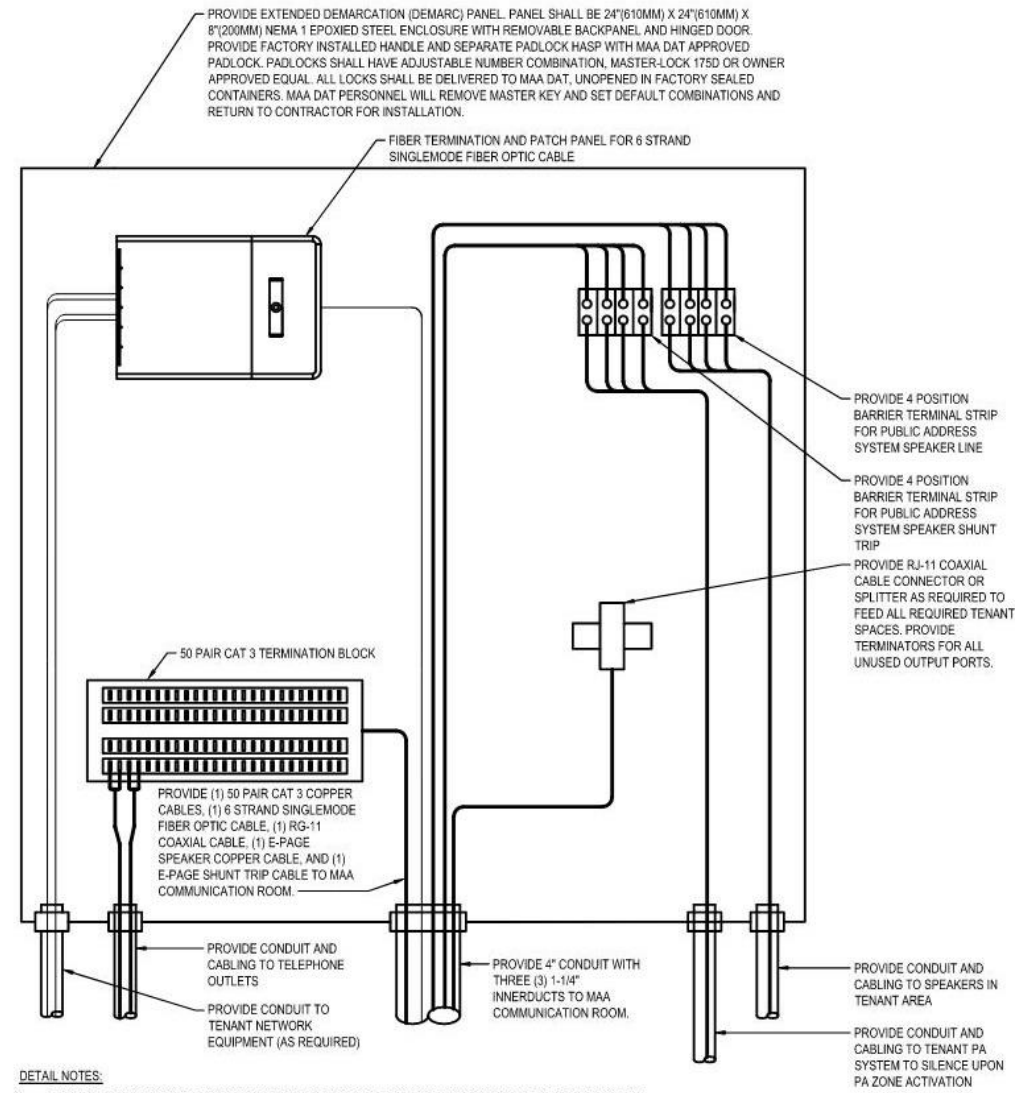 PROVIDE EXTENDED DEMARCATION (DEMARC) PANEL. PANEL SHALL BE 24"(610MM) X 24"(610MM) X
8"(200MM) NEMA 1 EPOXIED STEEL ENCLOSURE WITH REMOVABLE BACKPANEL AND HINGED DOOR.
PROVIDE FACTORY INSTALLED HANDLE AND SEPARATE PADLOCK HASP WITH MAA DAT APPROVED
PADLOCK. PADLOCKS SHALL HAVE ADJUSTABLE NUMBER COMBINATION, MASTER-LOCK 175D OR OWNER
APPROVED EQUAL. ALL LOCKS SHALL BE DELIVERED TO MAA DAT, UNOPENED IN FACTORY SEALED
CONTAINERS. MAA DAT PERSONNEL WILL REMOVE MASTER KEY AND SET DEFAULT COMBINATIONS AND
RETURN TO CONTRACTOR FOR INSTALLATION.
FIBER TERMINATION AND PATCH PANEL FOR 6 STRAND
SINGLEMODE FIBER OPTIC CABLE
PROVIDE 4 POSITION
BARRIER TERMINAL STRIP
FOR PUBLIC ADDRESS
SYSTEM SPEAKER LINE
PROVIDE 4 POSITION
BARRIER TERMINAL STRIP
FOR PUBLIC ADDRESS
SYSTEM SPEAKER SHUNT
TRIP
PROVIDE RJ-11 COAXIAL
CABLE CONNECTOR OR
SPLITTER AS REQUIRED TO
FEED ALL REQUIRED TENANT
SPACES. PROVIDE
TERMINATORS FOR ALL
UNUSED OUTPUT PORTS.
50 PAIR CAT 3 TERMINATION BLOCK
PROVIDE (1) 50 PAIR CAT 3 COPPER
CABLES, (1) 6 STRAND SINGLEMODE
FIBER OPTIC CABLE, (1) RG-11
COAXIAL CABLE, (1) E-PAGE
SPEAKER COPPER CABLE, AND (1)
E-PAGE SHUNT TRIP CABLE TO MAA
COMMUNICATION ROOM.
PROVIDE CONDUIT AND
CABLING TO TELEPHONE
OUTLETS
PROVIDE CONDUIT TO
TENANT NETWORK
EQUIPMENT (AS REQUIRED)
PROVIDE 4" CONDUIT WITH
THREE (3) 1-1/4"
INNERDUCTS TO MAA
COMMUNICATION ROOM.
PROVIDE CONDUIT AND
CABLING TO SPEAKERS IN
TENANT AREA
PROVIDE CONDUIT AND
CABLING TO TENANT PA
SYSTEM TO SILENCE UPON
PA ZONE ACTIVATION
DETAIL NOTES: